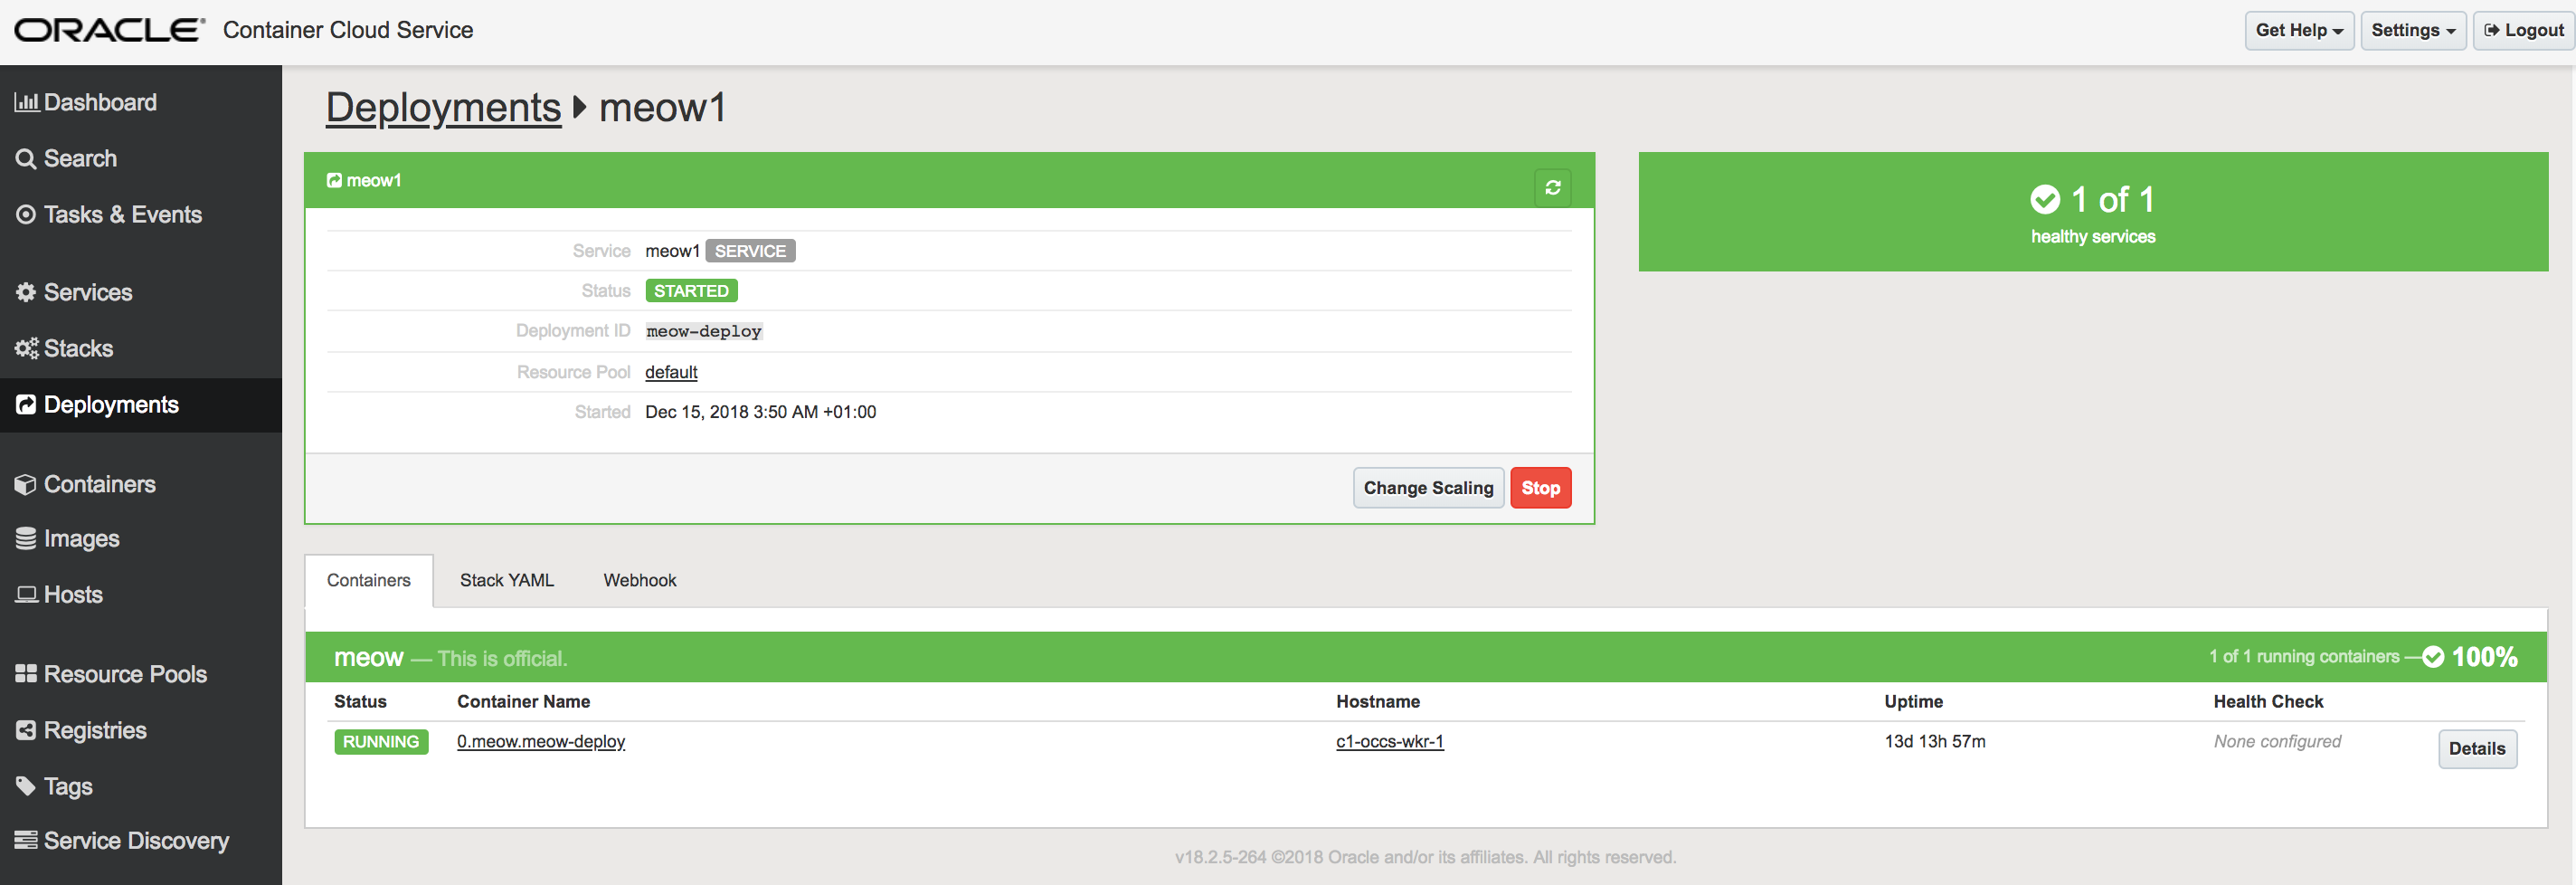 ORACLE® Container Cloud Service
Get Help
Settings
Logout
Dashboard
Search
Tasks & Events
Services
Stacks
Deployments
Containers
Images
Hosts
Resource Pools
Registries
Tags
Service Discovery
Deployments meow1
meow1
Service meow1 SERVICE
Status STARTED
Deployment ID meow-deploy
Resource Pool default
Started Dec 15, 2018 3:50 AM +01:00
Change Scaling Stop
1 of 1
healthy services
Containers Stack YAML Webhook
meow — This is official. 1 of 1 running containers — 100%
Status Container Name Hostname Uptime Health Check
RUNNING 0.meow.meow-deploy c1-occs-wkr-1 13d 13h 57m None configured Details
v18.2.5-264 ©2018 Oracle and/or its affiliates. All rights reserved.